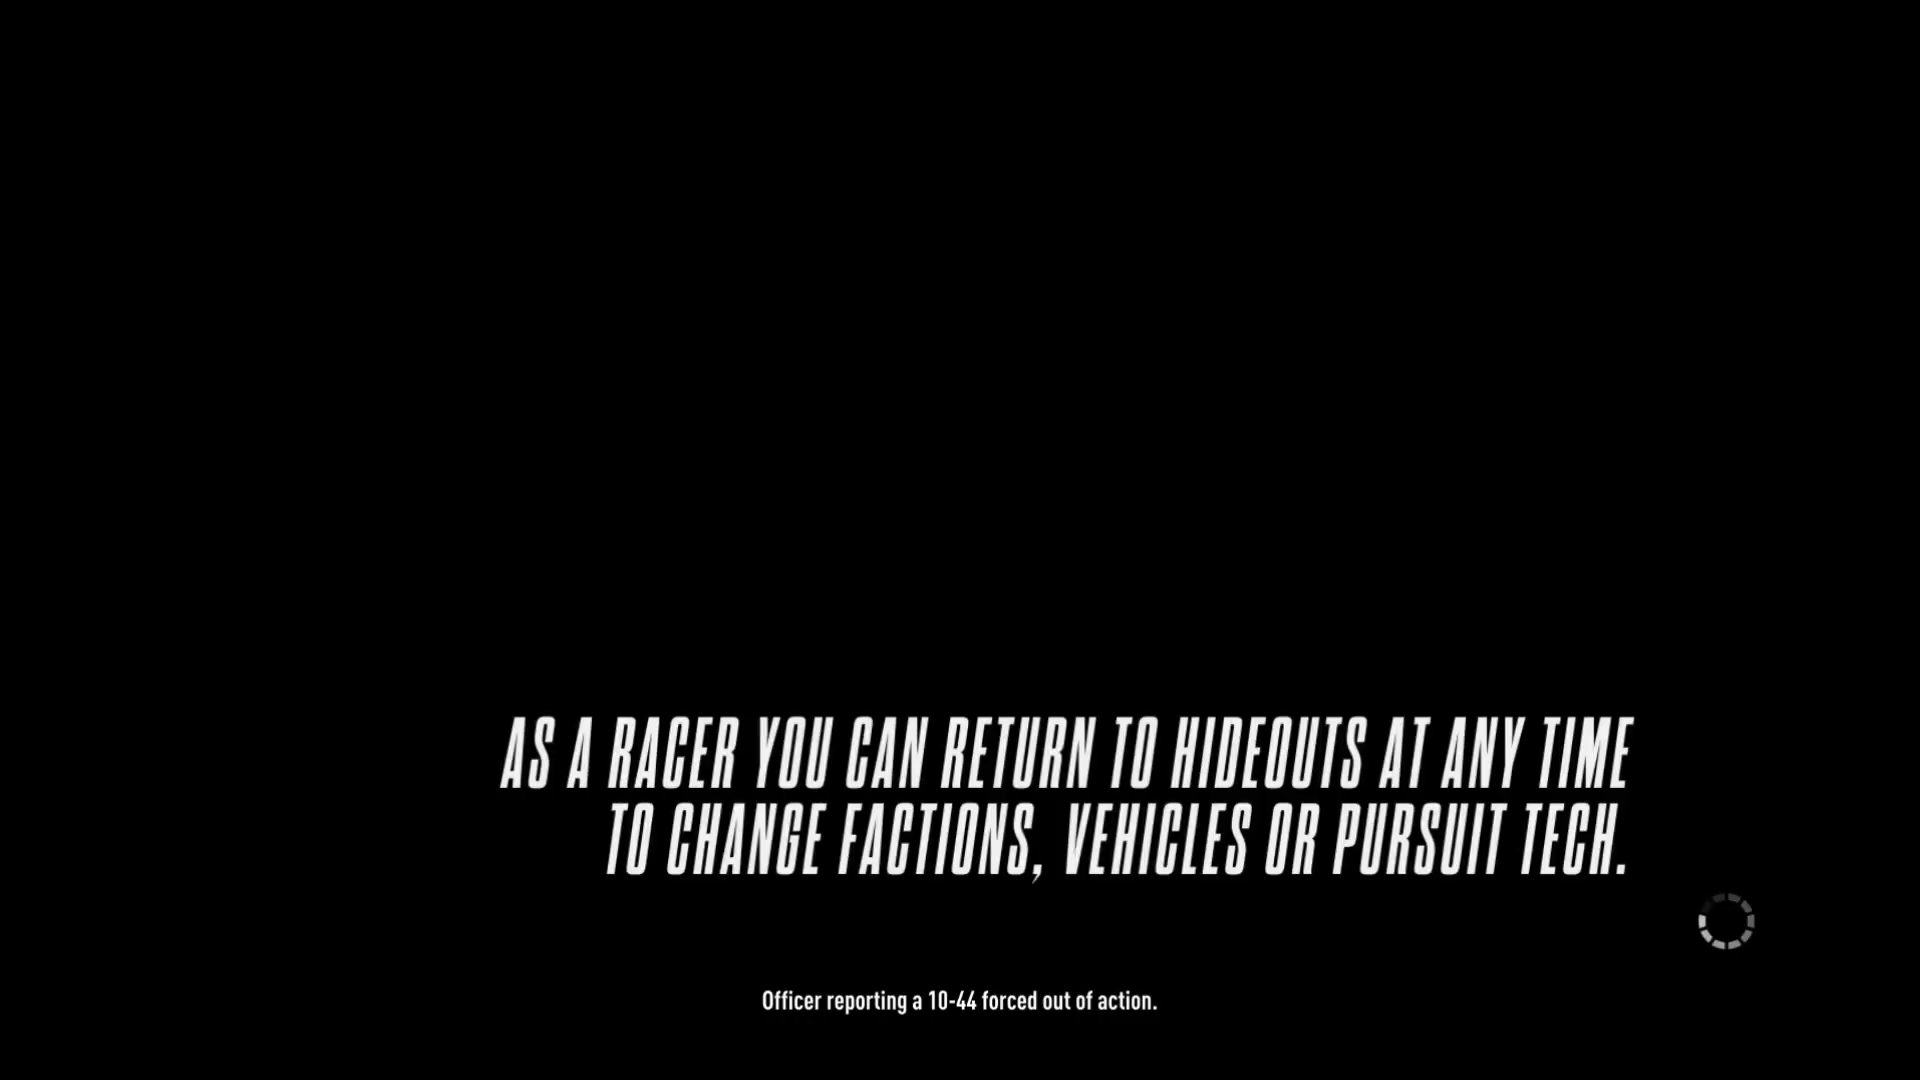 AS A RACER YOU CAN RETURN TO HIDEOUTS AT ANY TIME
TO CHANGE FACTIONS, VEHICLES OR PURSUIT TECH.
Officer reporting a 10-44 forced out of action.